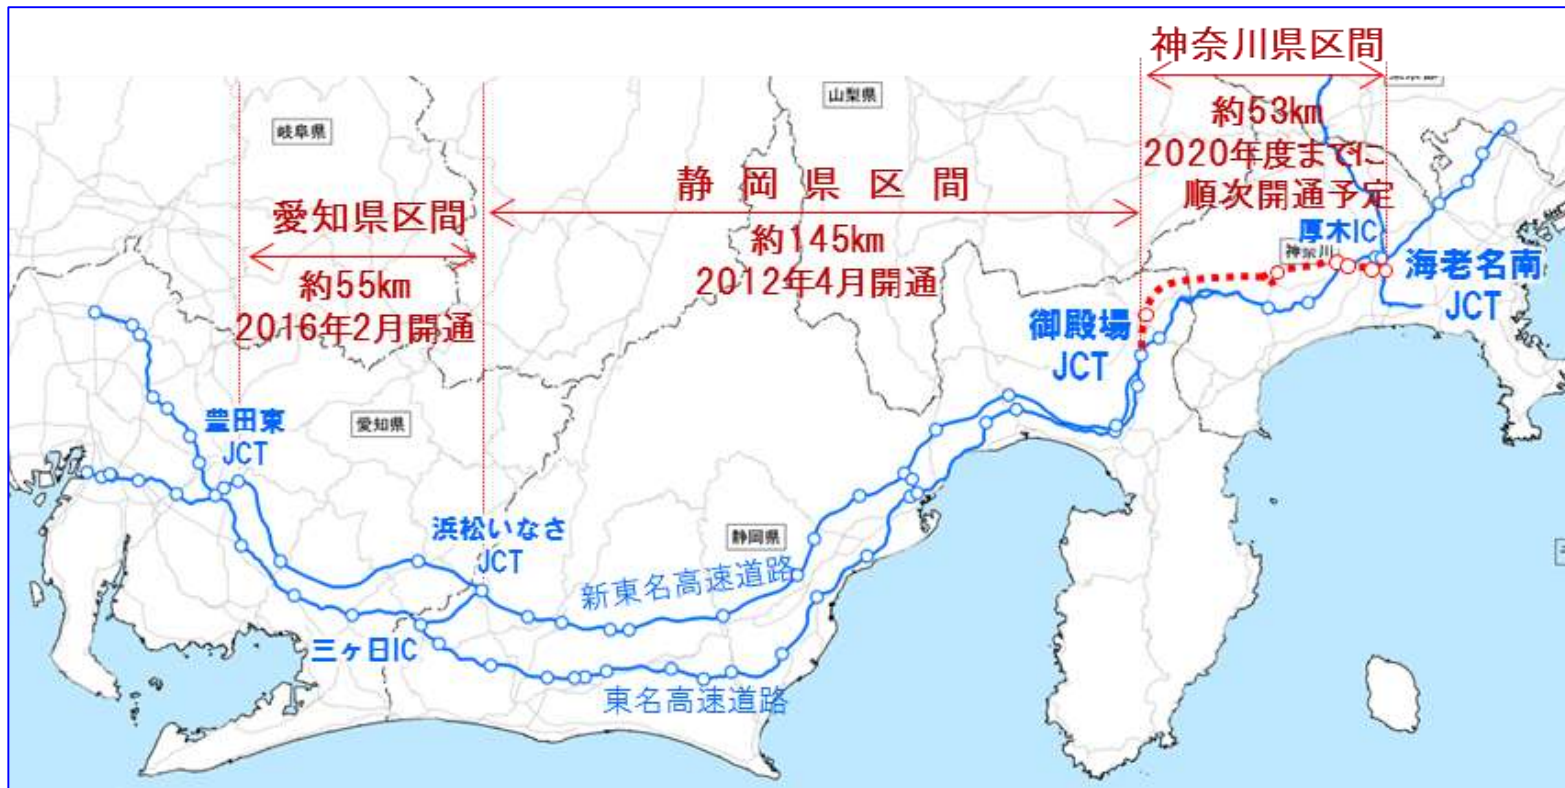 神奈川県区間
約53km
2020年度までに
順次開通予定
山梨県
岐阜県
静岡県区間
約145km
2012年4月開通
愛知県区間
約55km
2016年2月開通
厚木IC
神奈川
海老名南
JCT
御殿場
JCT
豊田東
JCT
愛知県
浜松いなさ
JCT
静岡県
新東名高速道路
三ヶ日IC
東名高速道路